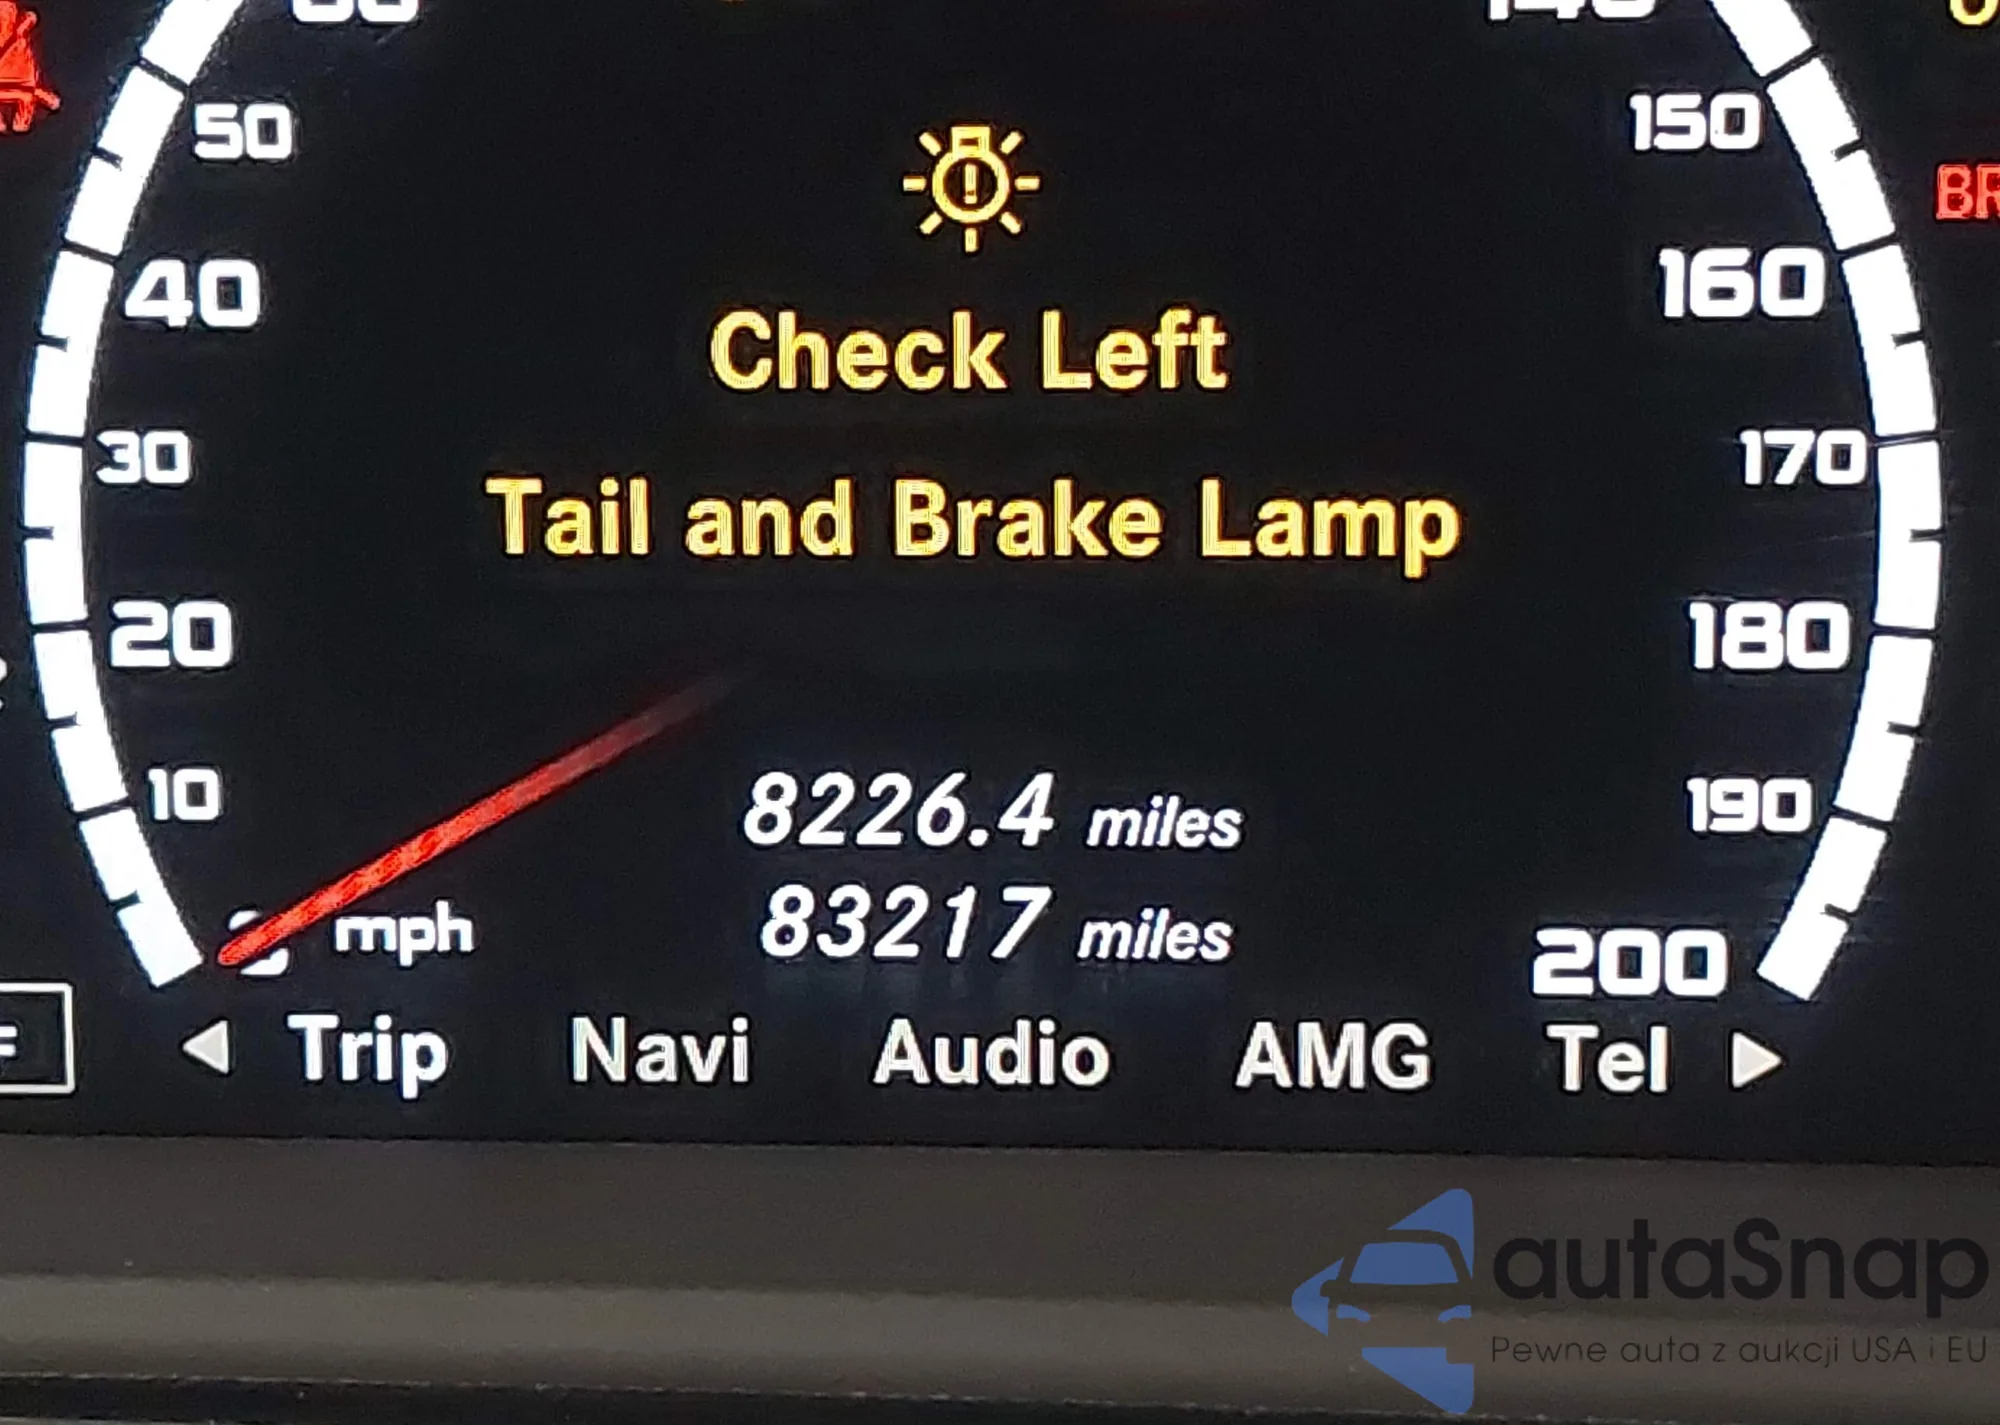 50
150
40
160
30
170
20
180
10
190
200
mph
Check Left
Tail and Brake Lamp
8226.4 miles
83217 miles
Trip Navi Audio AMG Tel
autaSnap
Pewne auta z aukcji USA i EU